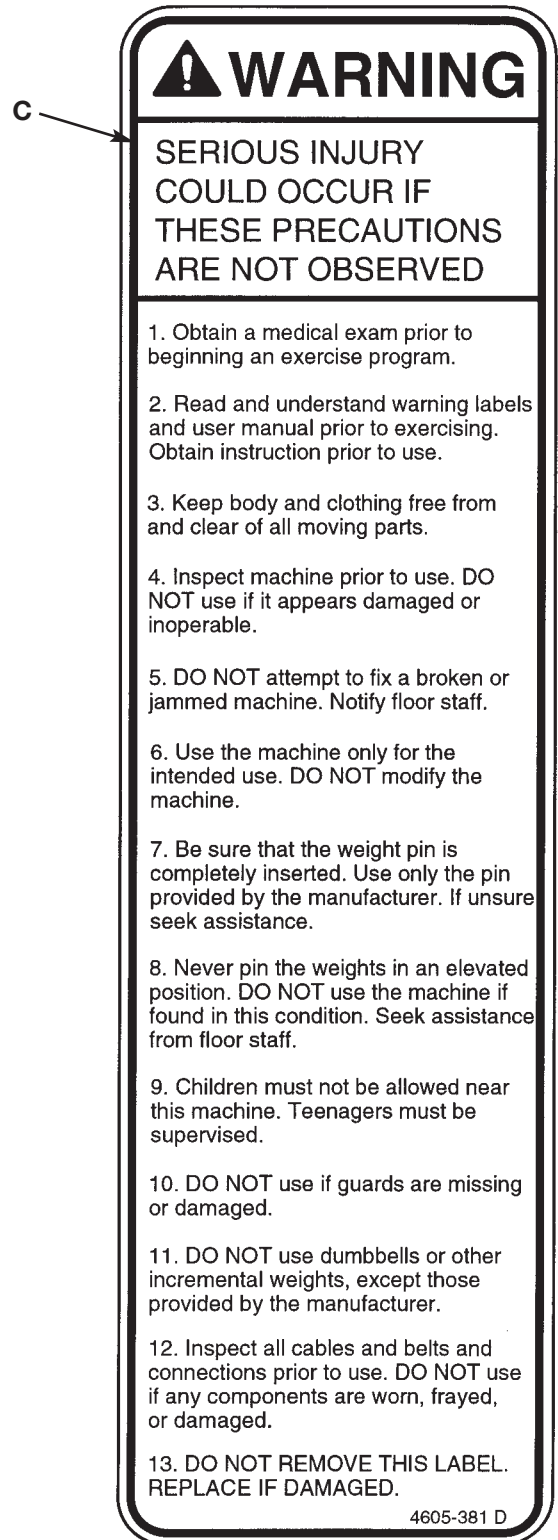 WARNING
C
SERIOUS INJURY
COULD OCCUR IF
THESE PRECAUTIONS
ARE NOT OBSERVED
1. Obtain a medical exam prior to
beginning an exercise program.
2. Read and understand warning labels
and user manual prior to exercising.
Obtain instruction prior to use.
3. Keep body and clothing free from
and clear of all moving parts.
4. Inspect machine prior to use. DO
NOT use if it appears damaged or
inoperable.
5. DO NOT attempt to fix a broken or
jammed machine. Notify floor staff.
6. Use the machine only for the
intended use. DO NOT modify the
machine.
7. Be sure that the weight pin is
completely inserted. Use only the pin
provided by the manufacturer. If unsure
seek assistance.
8. Never pin the weights in an elevated
position. DO NOT use the machine if
found in this condition. Seek assistance
from floor staff.
9. Children must not be allowed near
this machine. Teenagers must be
supervised.
10. DO NOT use if guards are missing
or damaged.
11. DO NOT use dumbbells or other
incremental weights, except those
provided by the manufacturer.
12. Inspect all cables and belts and
connections prior to use. DO NOT use
if any components are worn, frayed,
or damaged.
13. DO NOT REMOVE THIS LABEL.
REPLACE IF DAMAGED.
4605-381 D